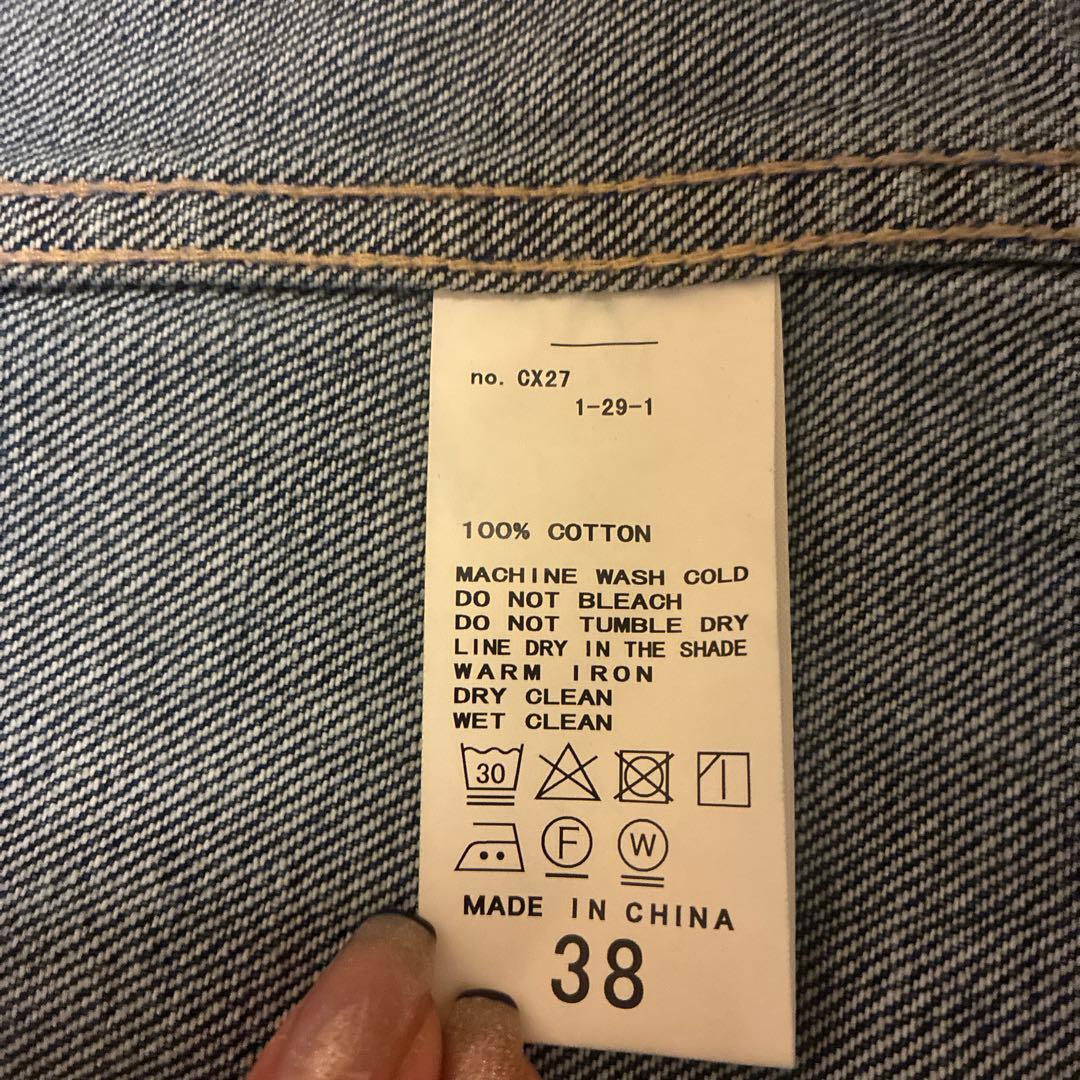 no. CX27
1-29-1
100% COTTON
MACHINE WASH COLD
DO NOT BLEACH
DO NOT TUMBLE DRY
LINE DRY IN THE SHADE
WARM IRON
DRY CLEAN
WET CLEAN
30
F W
MADE IN CHINA
38